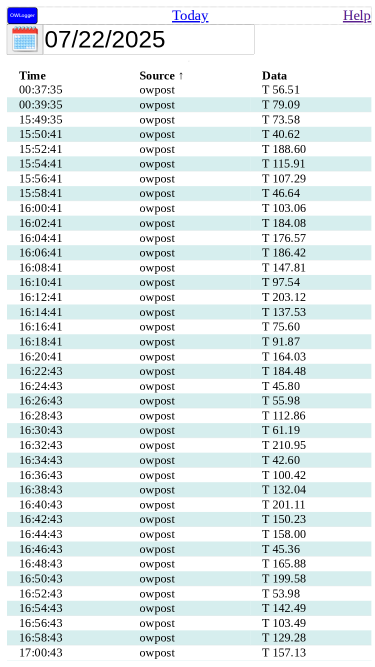 OWLogger Today Help
07/22/2025
Time Source ↑ Data
00:37:35 owpost T 56.51
00:39:35 owpost T 79.09
15:49:35 owpost T 73.58
15:50:41 owpost T 40.62
15:52:41 owpost T 188.60
15:54:41 owpost T 115.91
15:56:41 owpost T 107.29
15:58:41 owpost T 46.64
16:00:41 owpost T 103.06
16:02:41 owpost T 184.08
16:04:41 owpost T 176.57
16:06:41 owpost T 186.42
16:08:41 owpost T 147.81
16:10:41 owpost T 97.54
16:12:41 owpost T 203.12
16:14:41 owpost T 137.53
16:16:41 owpost T 75.60
16:18:41 owpost T 91.87
16:20:41 owpost T 164.03
16:22:43 owpost T 184.48
16:24:43 owpost T 45.80
16:26:43 owpost T 55.98
16:28:43 owpost T 112.86
16:30:43 owpost T 61.19
16:32:43 owpost T 210.95
16:34:43 owpost T 42.60
16:36:43 owpost T 100.42
16:38:43 owpost T 132.04
16:40:43 owpost T 201.11
16:42:43 owpost T 150.23
16:44:43 owpost T 158.00
16:46:43 owpost T 45.36
16:48:43 owpost T 165.88
16:50:43 owpost T 199.58
16:52:43 owpost T 53.98
16:54:43 owpost T 142.49
16:56:43 owpost T 103.49
16:58:43 owpost T 129.28
17:00:43 owpost T 157.13